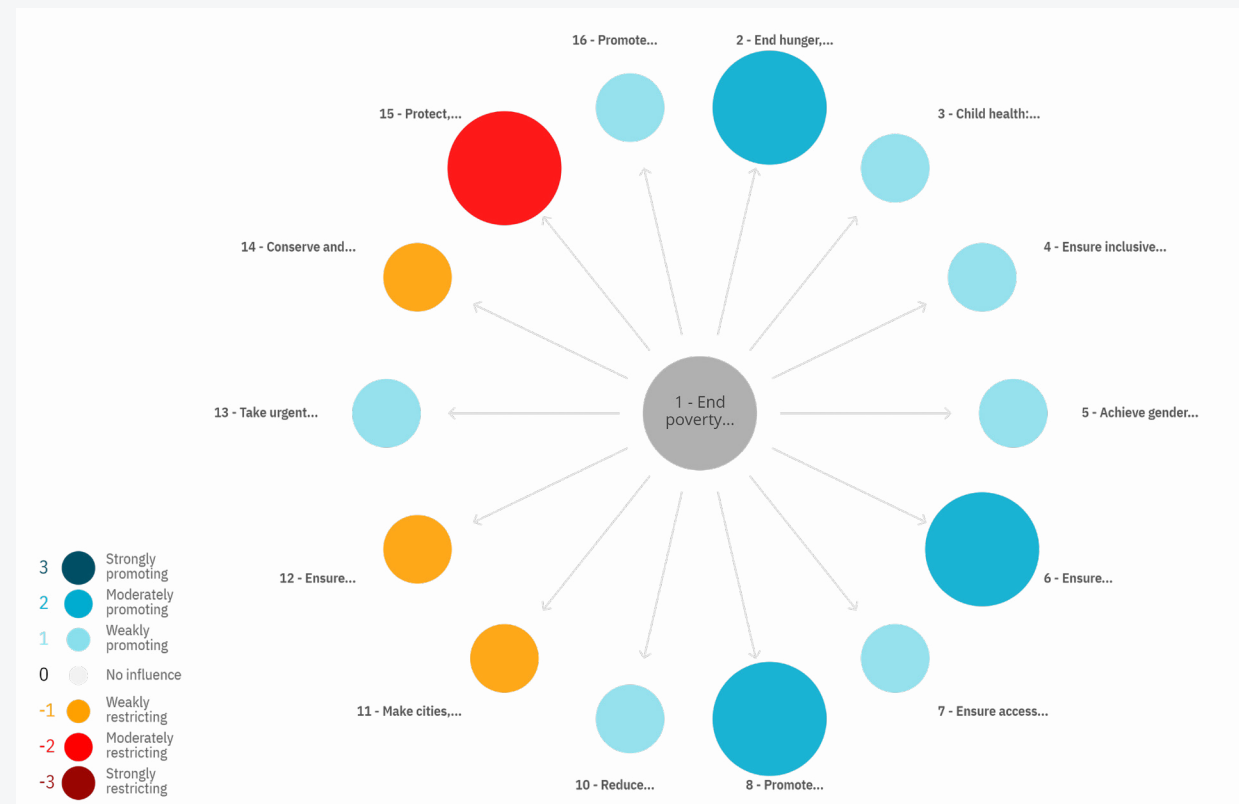 16 - Promote...
2 - End hunger,...
15 - Protect,...
3 - Child health:...
14 - Conserve and...
4 - Ensure inclusive...
1 - End
poverty...
13 - Take urgent...
5 - Achieve gender...
12 - Ensure...
6 - Ensure...
11 - Make cities,...
7 - Ensure access...
10 - Reduce...
8 - Promote...
3 Strongly
promoting
2 Moderately
promoting
1 Weakly
promoting
0 No influence
-1 Weakly
restricting
-2 Moderately
restricting
-3 Strongly
restricting